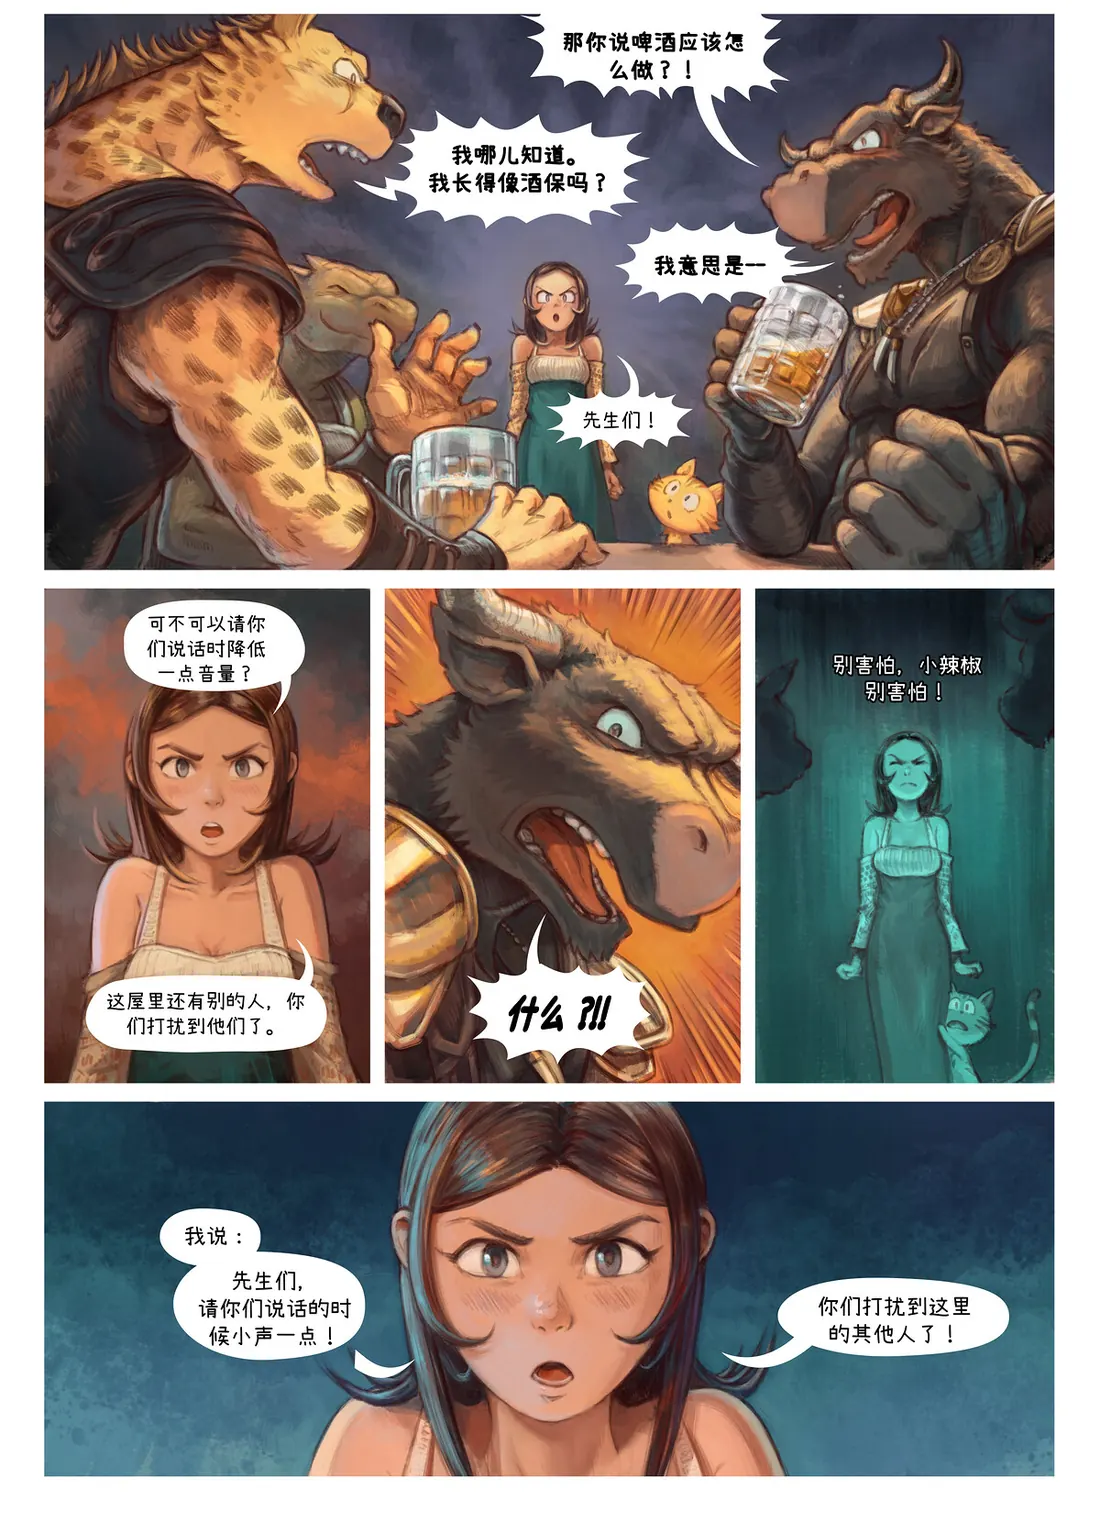 那你说啤酒应该怎
么做？！
我哪儿知道。
我长得像酒保吗？
我意思是--
先生们！
可不可以请你
们说话时降低
一点音量？
这屋里还有别的人，你
们打扰到他们了。
什么?!!
别害怕，小辣椒
别害怕！
我说：
先生们，
请你们说话的时
候小声一点！
你们打扰到这里
的其他人了！